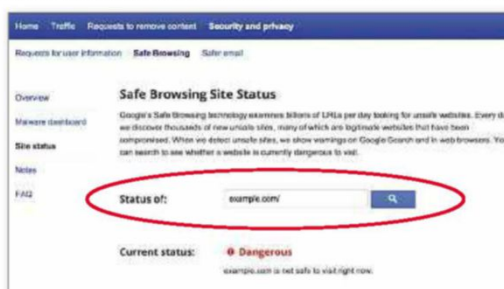 Home Traffic Requests to remove content Security and privacy
Requests for user information Safe Browsing Safer email
Overview
Malware dashboard
Site status
Notes
FAQ
Safe Browsing Site Status
Google's Safe Browsing technology examines billions of URLs per day looking for unsafe websites. Every da
we discover thousands of new unsafe sites, many of which are legitimate websites that have been
compromised. When we detect unsafe sites, we show warnings on Google Search and in web browsers. You
can search to see whether a website is currently dangerous to visit.
Status of: example.com/
Current status: Dangerous
example.com is not safe to visit right now.